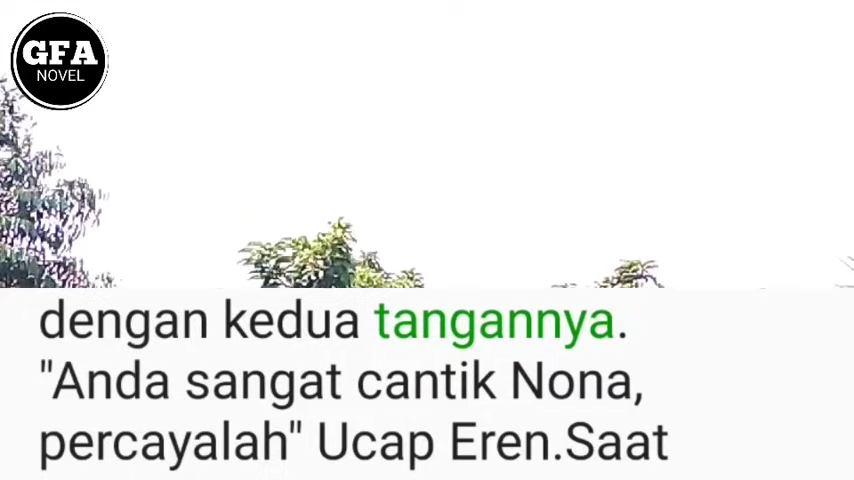 GFA
NOVEL
dengan kedua tangannya.
"Anda sangat cantik Nona,
percayalah" Ucap Eren.Saat